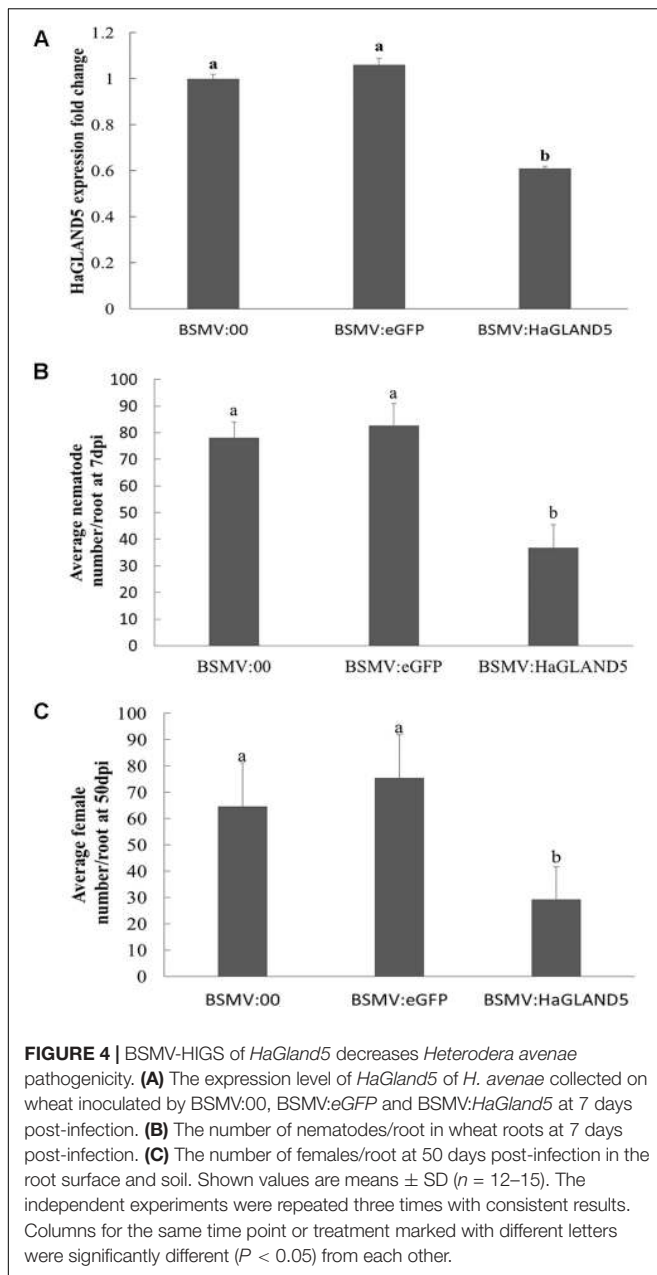 A
HaGLAND5 expression fold change
1.2
1
0.8
0.6
0.4
0.2
0
a
a
b
BSMV:00 BSMV:eGFP BSMV:HaGLAND5
B
Average nematode
number/root at 7dpi
100
90
80
70
60
50
40
30
20
10
0
a
a
b
BSMV:00 BSMV:eGFP BSMV:HaGLAND5
C
Average female
number/root at 50dpi
100
90
80
70
60
50
40
30
20
10
0
a
a
b
BSMV:00 BSMV:eGFP BSMV:HaGLAND5
FIGURE 4 | BSMV-HIGS of HaGland5 decreases Heterodera avenae
pathogenicity. (A) The expression level of HaGland5 of H. avenae collected on
wheat inoculated by BSMV:00, BSMV:eGFP and BSMV:HaGland5 at 7 days
post-infection. (B) The number of nematodes/root in wheat roots at 7 days
post-infection. (C) The number of females/root at 50 days post-infection in the
root surface and soil. Shown values are means ± SD (n = 12–15). The
independent experiments were repeated three times with consistent results.
Columns for the same time point or treatment marked with different letters
were significantly different (P < 0.05) from each other.